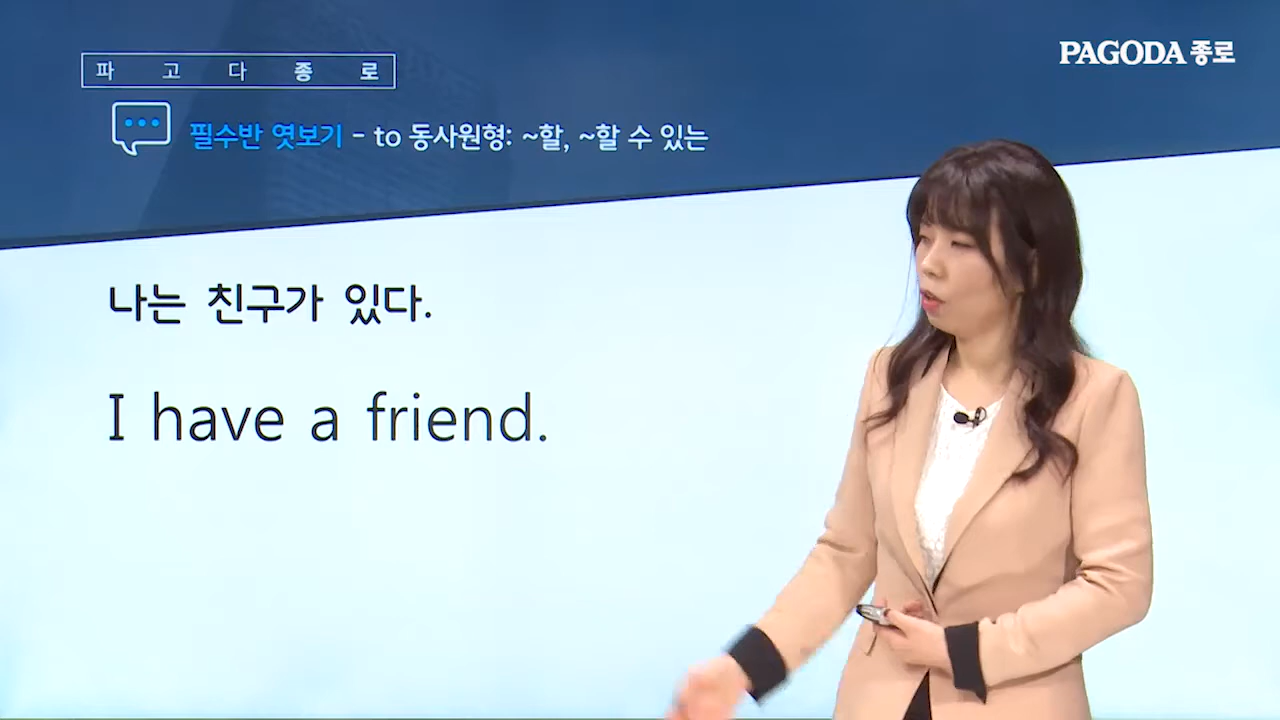 파고다종로
PAGODA 종로
필수반 엿보기 - to 동사원형: ~할, ~할 수 있는
나는 친구가 있다.
I have a friend.